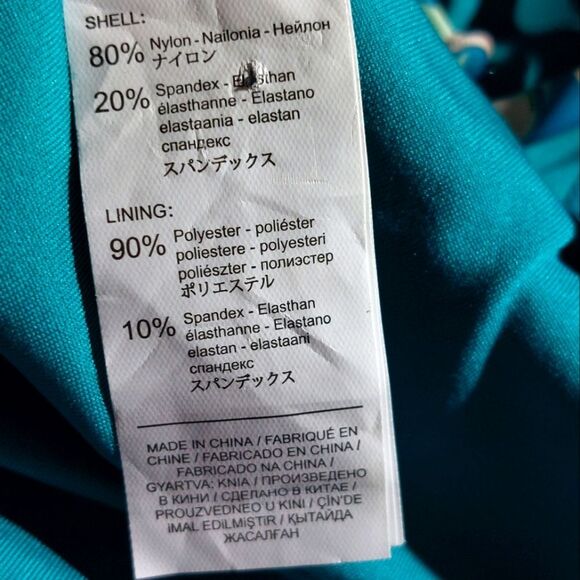 SHELL:
80% Nylon - Nailonia - Нейлон
ナイロン
20% Spandex - Elasthan
élasthanne - Elastano
elastaania - elastan
спандекс
スパンデックス
LINING:
90% Polyester - poliéster
poliestere - polyesteri
poliészter - полиэстер
ポリエステル
10% Spandex - Elasthan
élasthanne - Elastano
elastan - elastaani
спандекс
スパンデックス
MADE IN CHINA / FABRIQUÉ EN
CHINE / FABRICADO EN CHINA /
FABRICADO NA CHINA /
GYARTVA: KNIA / ПРОИЗВЕДЕНО
В КИНИ / СДЕЛАНО В КИТАЕ /
PROUZVEDNEO U KINI / ÇİN'DE
IMAL EDİLMİŞTİR / ҚЫТАЙДА
ЖАСАЛҒАН